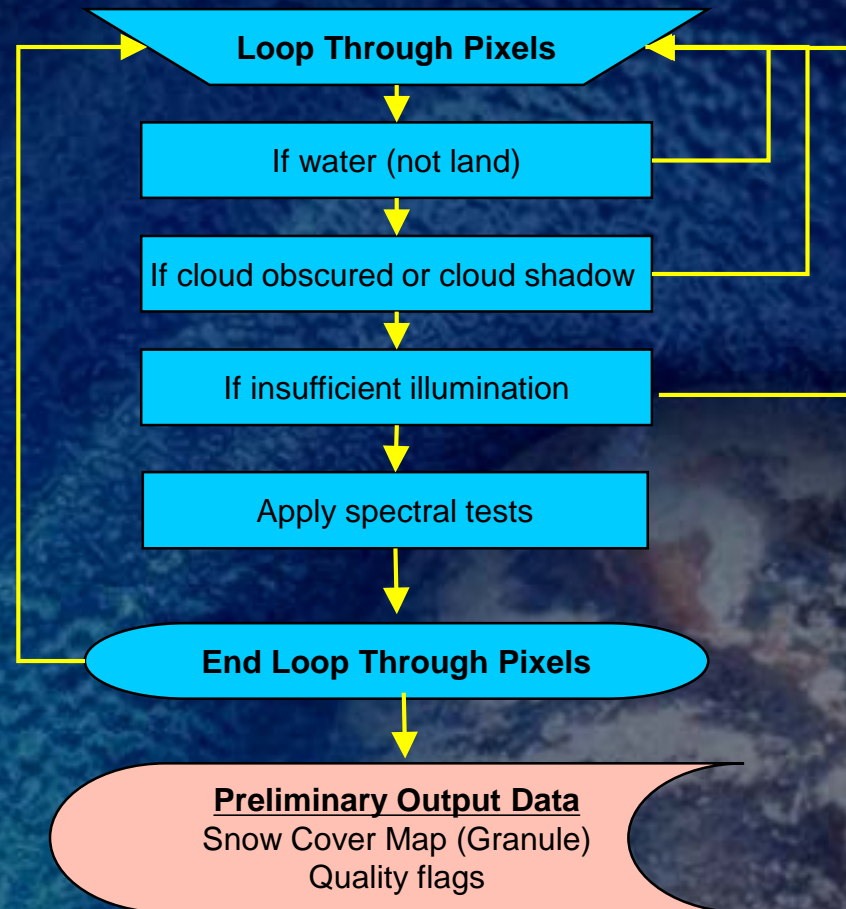 Loop Through Pixels
If water (not land)
If cloud obscured or cloud shadow
If insufficient illumination
Apply spectral tests
End Loop Through Pixels
Preliminary Output Data
Snow Cover Map (Granule)
Quality flags